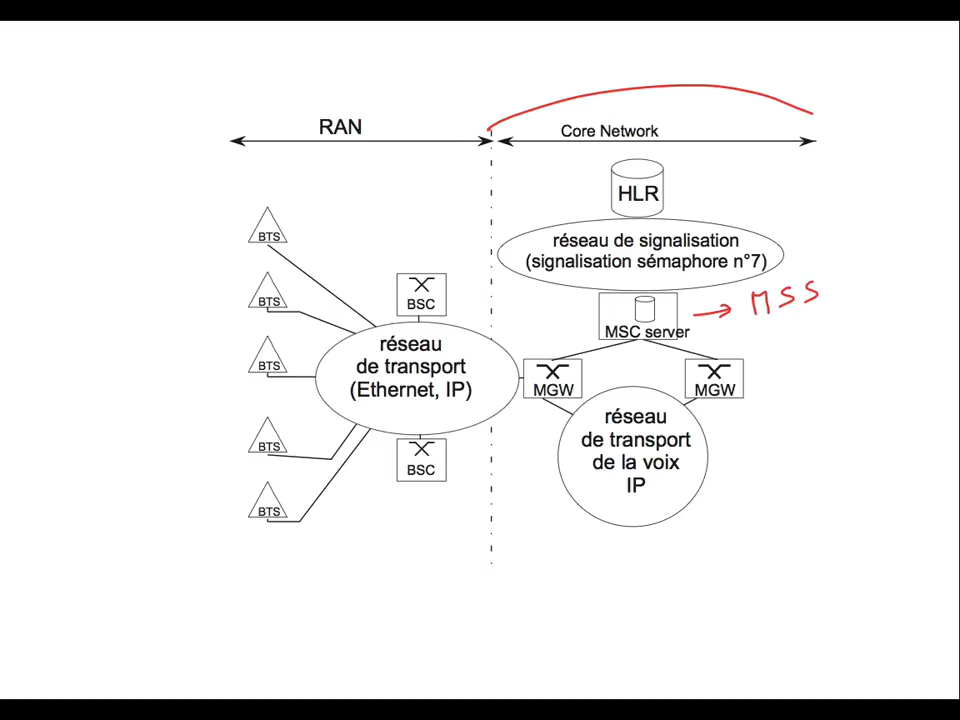 RAN
Core Network
HLR
réseau de signalisation
(signalisation sémaphore n°7)
MSC server
MSS
BTS
BTS
BTS
BTS
BTS
BSC
réseau
de transport
(Ethernet, IP)
BSC
MGW
MGW
réseau
de transport
de la voix
IP